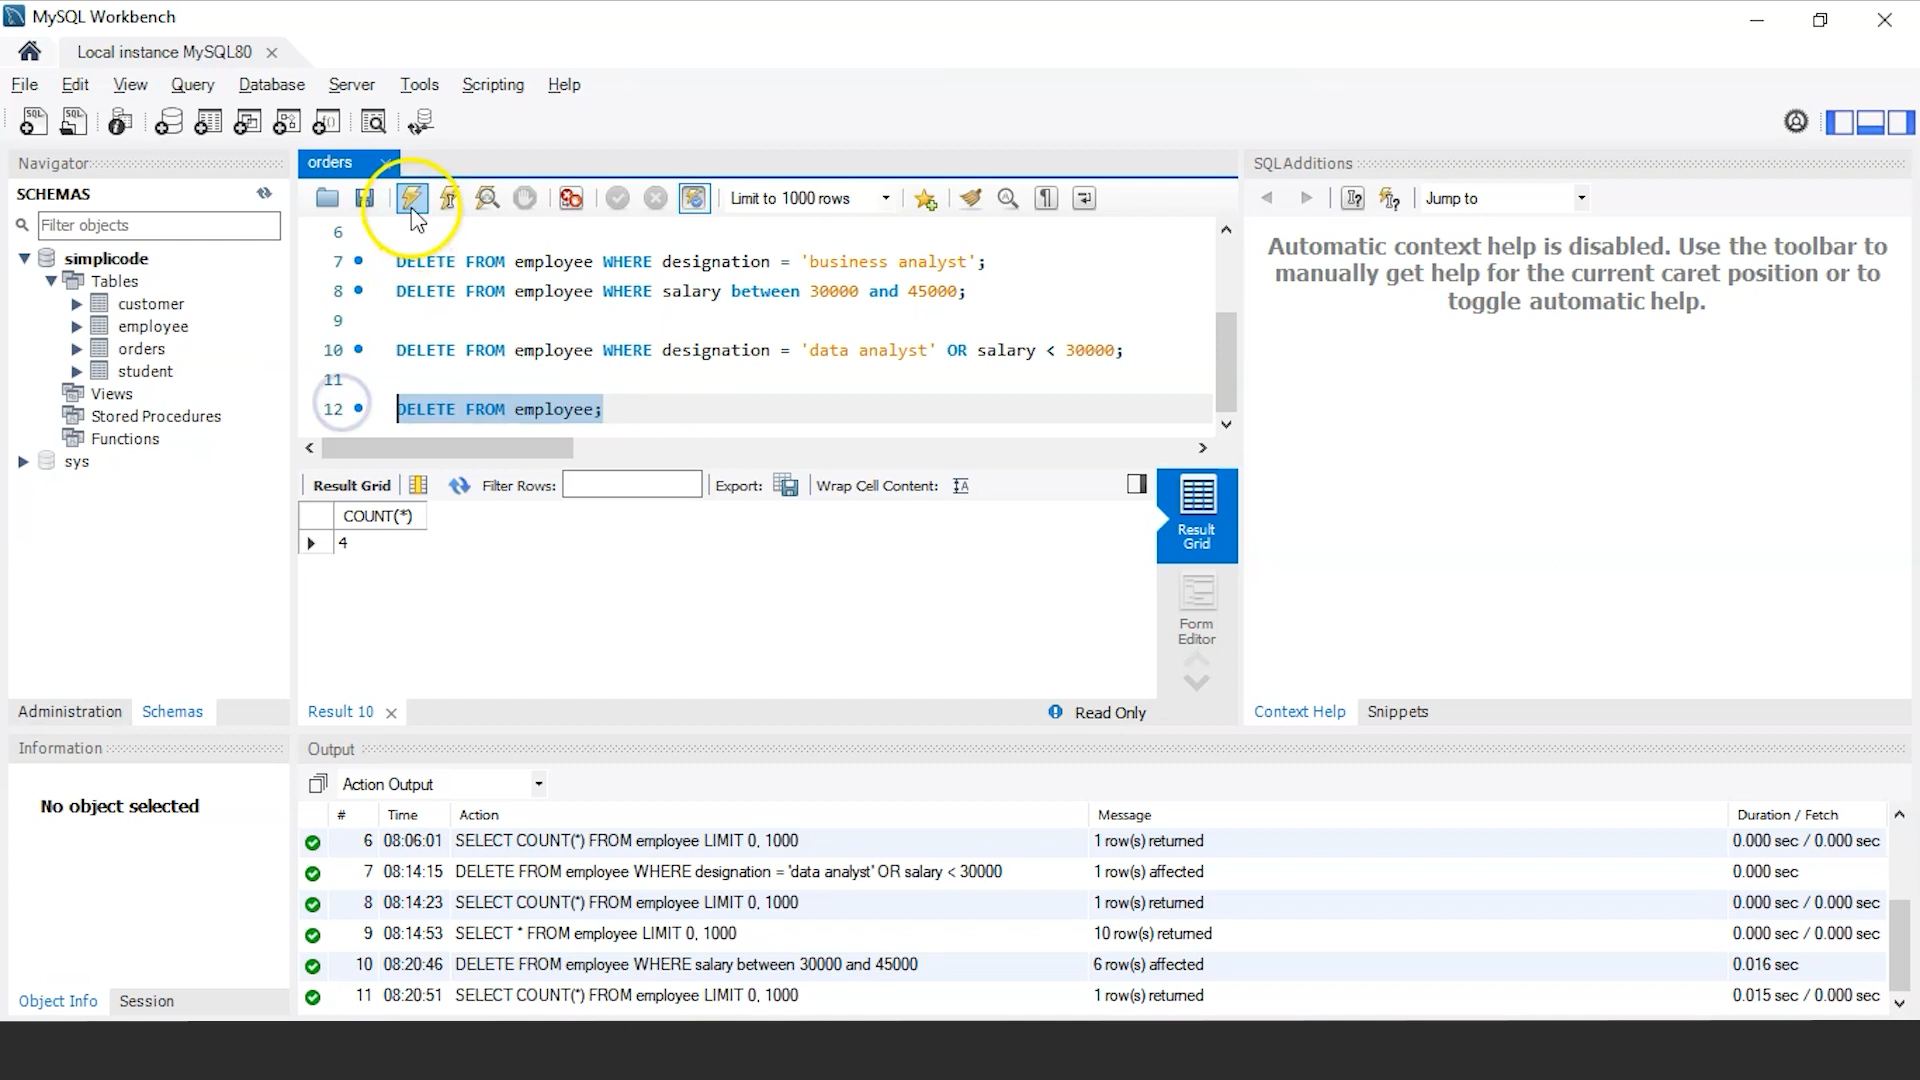 MySQL Workbench
Local instance MySQL80
File Edit View Query Database Server Tools Scripting Help
Navigator
SCHEMAS
Filter objects
simplicode
Tables
customer
employee
orders
student
Views
Stored Procedures
Functions
sys
Administration Schemas
Information
No object selected
Object Info Session
orders
Limit to 1000 rows
6
7 DELETE FROM employee WHERE designation = 'business analyst';
8 DELETE FROM employee WHERE salary between 30000 and 45000;
9
10 DELETE FROM employee WHERE designation = 'data analyst' OR salary < 30000;
11
12 DELETE FROM employee;
Result Grid Filter Rows: Export: Wrap Cell Content:
COUNT(*)
4
Result Grid
Form Editor
Result 10 Read Only
SQLAdditions
Jump to
Automatic context help is disabled. Use the toolbar to
manually get help for the current caret position or to
toggle automatic help.
Context Help Snippets
Output
Action Output
# Time Action Message Duration / Fetch
6 08:06:01 SELECT COUNT(*) FROM employee LIMIT 0, 1000 1 row(s) returned 0.000 sec / 0.000 sec
7 08:14:15 DELETE FROM employee WHERE designation = 'data analyst' OR salary < 30000 1 row(s) affected 0.000 sec
8 08:14:23 SELECT COUNT(*) FROM employee LIMIT 0, 1000 1 row(s) returned 0.000 sec / 0.000 sec
9 08:14:53 SELECT * FROM employee LIMIT 0, 1000 10 row(s) returned 0.000 sec / 0.000 sec
10 08:20:46 DELETE FROM employee WHERE salary between 30000 and 45000 6 row(s) affected 0.016 sec
11 08:20:51 SELECT COUNT(*) FROM employee LIMIT 0, 1000 1 row(s) returned 0.015 sec / 0.000 sec